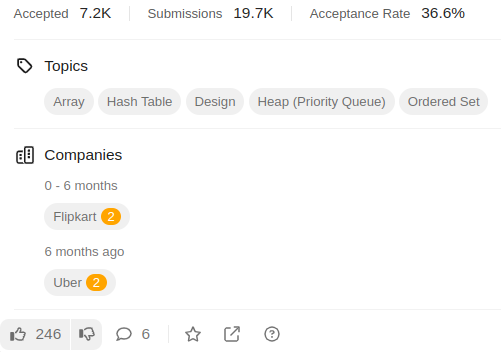 Accepted 7.2K Submissions 19.7K Acceptance Rate 36.6%
Topics
Array Hash Table Design Heap (Priority Queue) Ordered Set
Companies
0 - 6 months
Flipkart 2
6 months ago
Uber 2
246 6